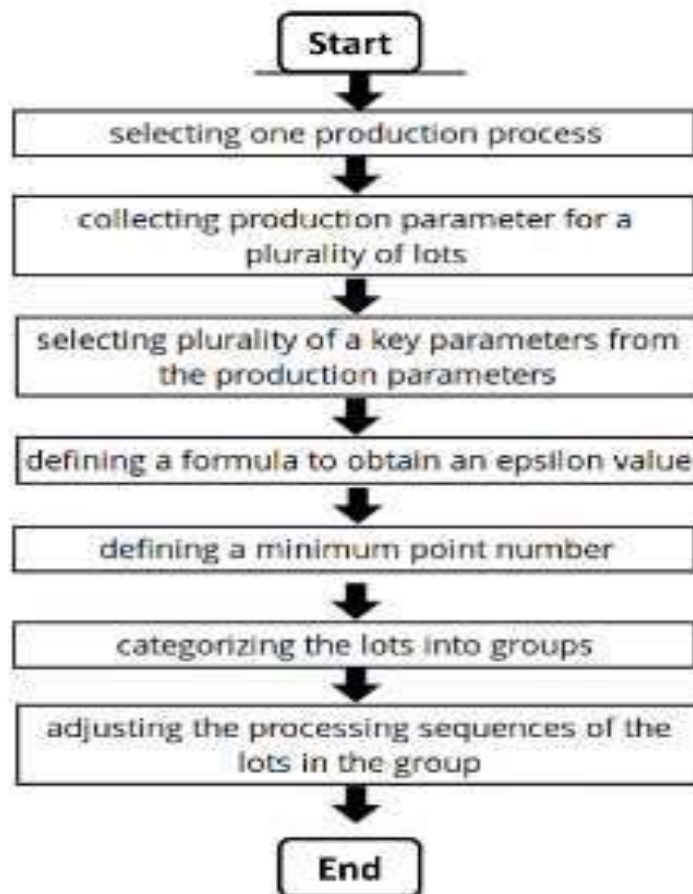 Start
selecting one production process
collecting production parameter for a
plurality of lots
selecting plurality of a key parameters from
the production parameters
defining a formula to obtain an epsilon value
defining a minimum point number
categorizing the lots into groups
adjusting the processing sequences of the
lots in the group
End